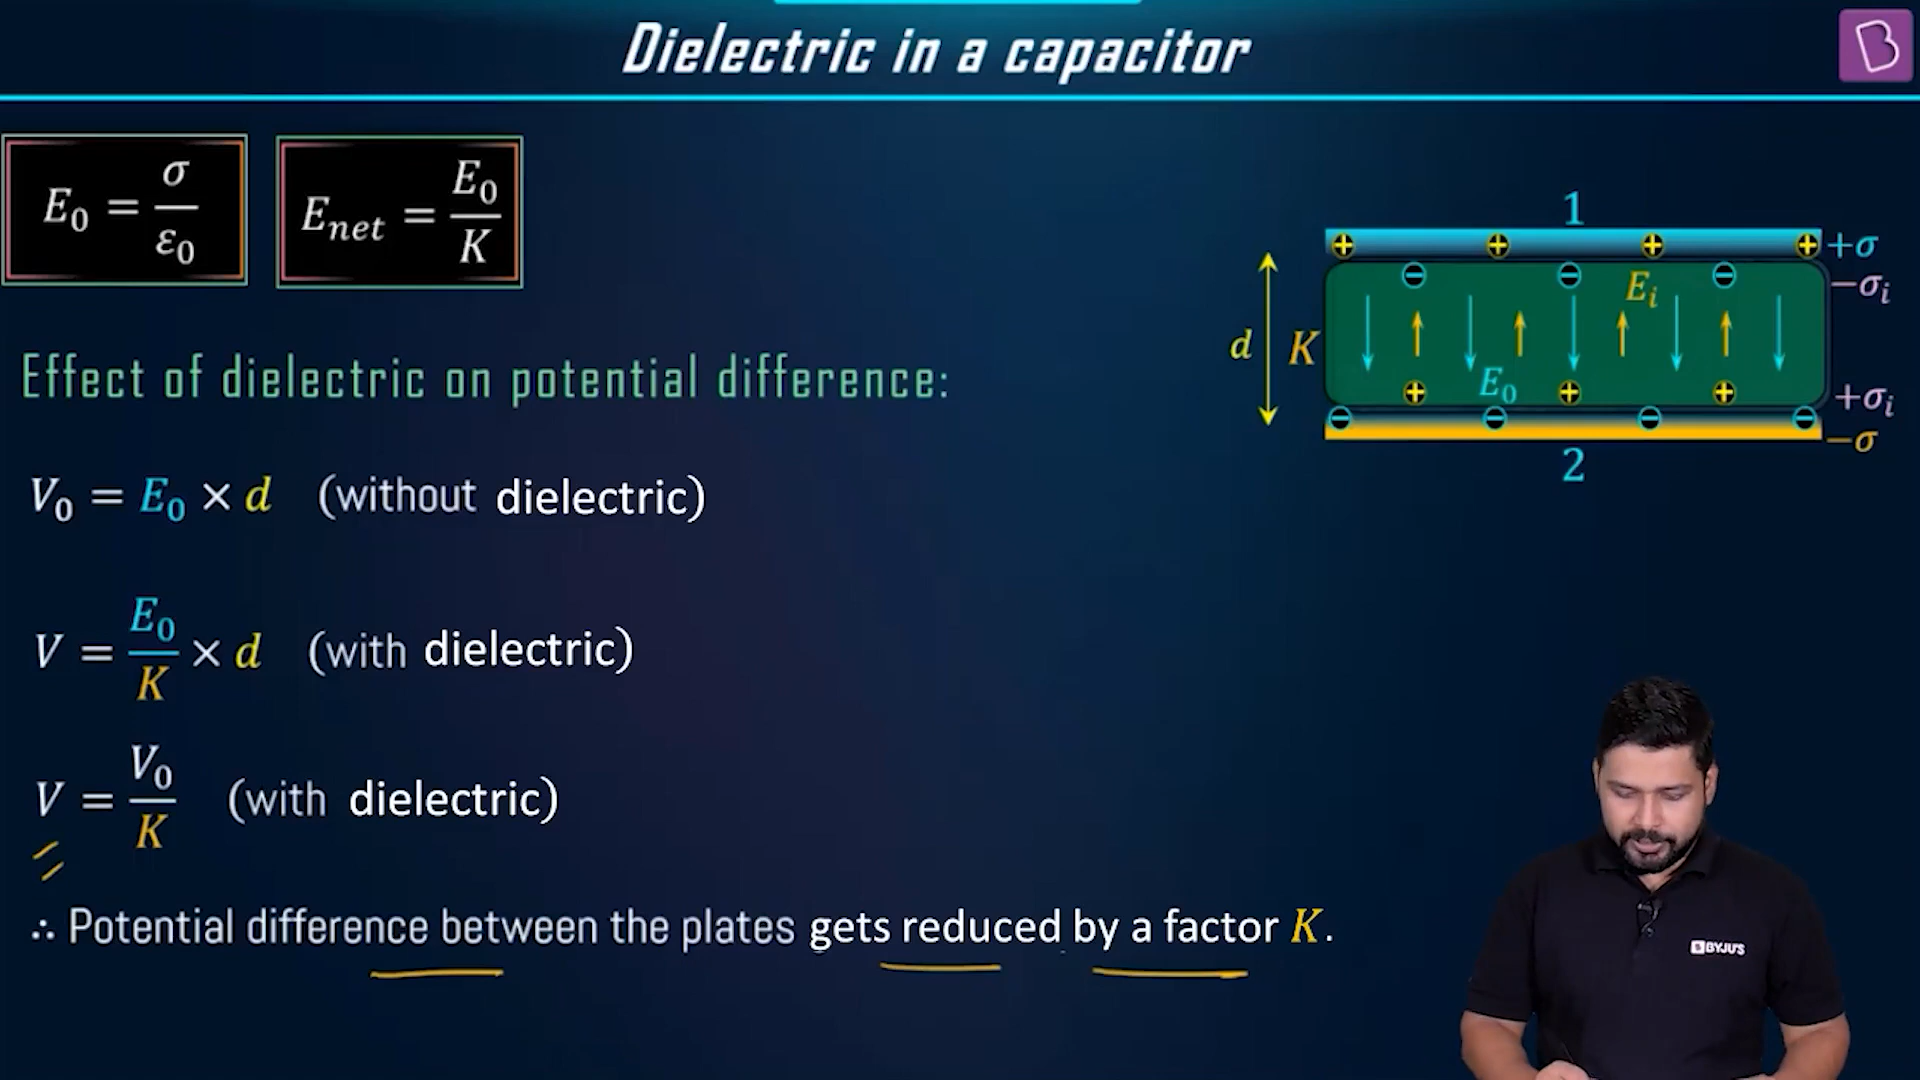 Dielectric in a capacitor
B
E₀ = σ/ε₀
E_net = E₀/K
1
+σ
−σᵢ
Eᵢ
d
K
E₀
+σᵢ
−σ
2
Effect of dielectric on potential difference:
V₀ = E₀ × d (without dielectric)
V = E₀/K × d (with dielectric)
V = V₀/K (with dielectric)
∴ Potential difference between the plates gets reduced by a factor K.
BYJU'S